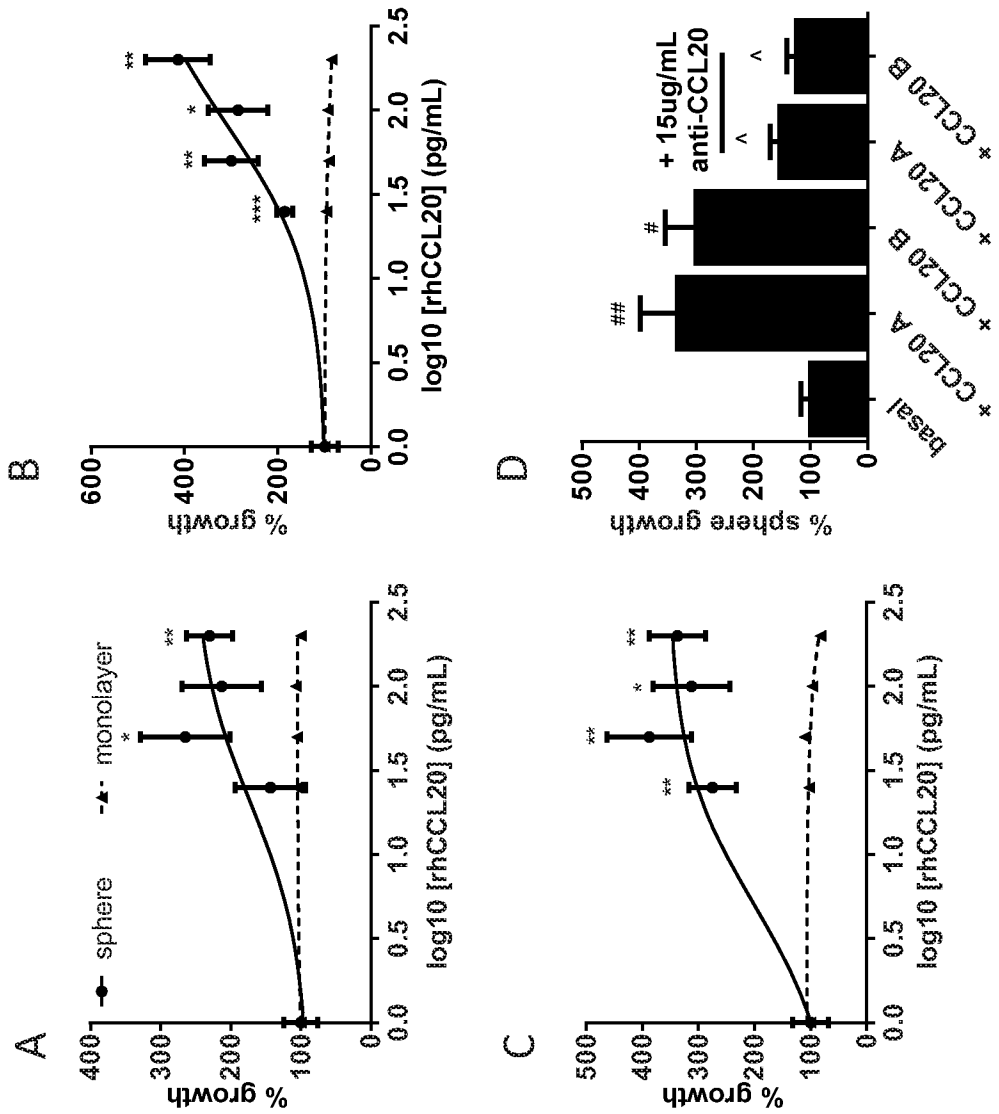 A
sphere
monolayer
400
300
200
100
% growth
0.0
0.5
1.0
1.5
2.0
2.5
*
**
log10 [rhCCL20] (pg/mL)
B
600
400
200
0
% growth
0.0
0.5
1.0
1.5
2.0
2.5
***
**
*
**
log10 [rhCCL20] (pg/mL)
C
500
400
300
200
100
0
% growth
0.0
0.5
1.0
1.5
2.0
2.5
**
**
*
**
log10 [rhCCL20] (pg/mL)
D
500
400
300
200
100
0
% sphere growth
##
#
+ 15ug/mL
anti-CCL20
^
^
basal
+ CCL20 A
+ CCL20 B
+ CCL20 A
+ CCL20 B